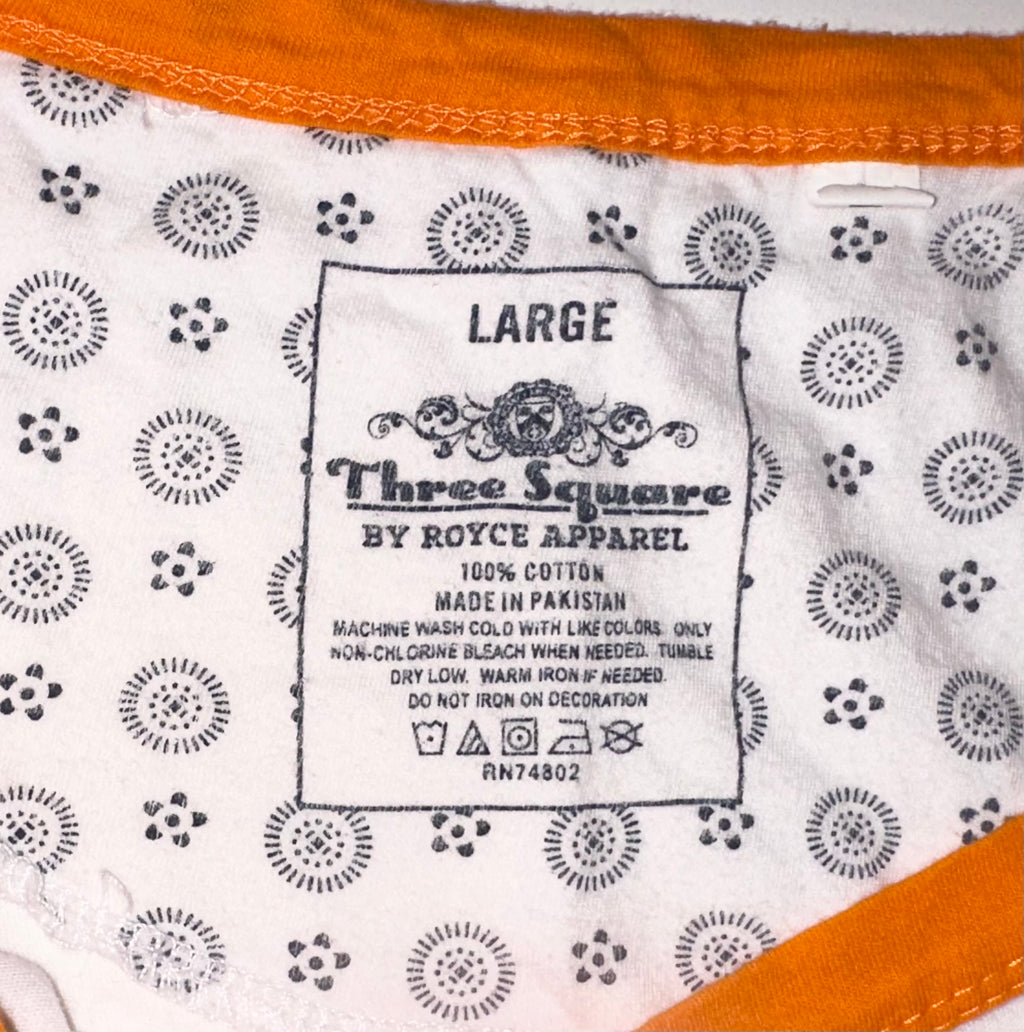 LARGE
Three Square
BY ROYCE APPAREL
100% COTTON
MADE IN PAKISTAN
MACHINE WASH COLD WITH LIKE COLORS ONLY
NON-CHLORINE BLEACH WHEN NEEDED. TUMBLE
DRY LOW. WARM IRON IF NEEDED.
DO NOT IRON ON DECORATION
RN74802